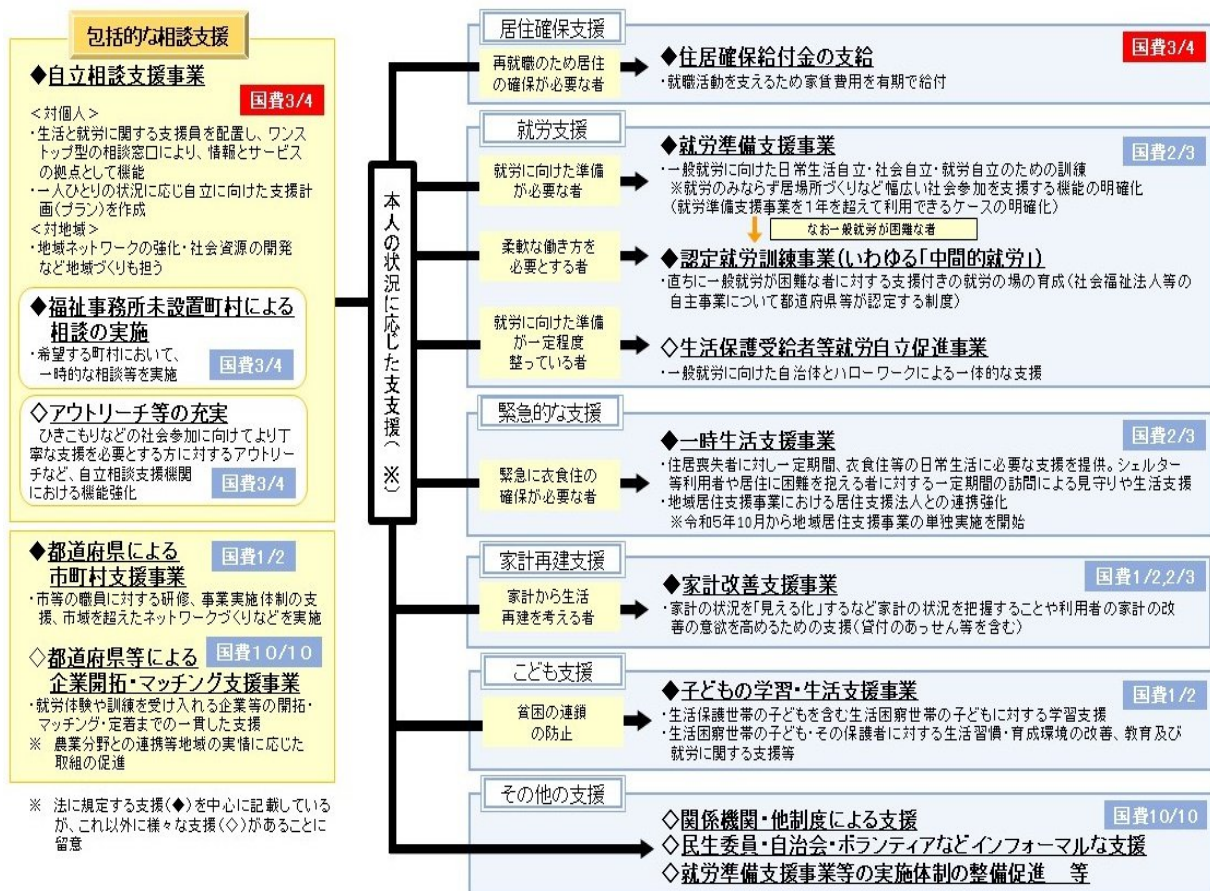 包括的な相談支援
◆自立相談支援事業
国費3/4
<対個人>
・生活と就労に関する支援員を配置し、ワンス
トップ型の相談窓口により、情報とサービス
の拠点として機能
・一人ひとりの状況に応じ自立に向けた支援計
画(プラン)を作成
<対地域>
・地域ネットワークの強化・社会資源の開発
など地域づくりも担う
◆福祉事務所未設置町村による
相談の実施
・希望する町村において、
一時的な相談等を実施
国費3/4
◇アウトリーチ等の充実
ひきこもりなどの社会参加に向けてより丁
寧な支援を必要とする方に対するアウトリー
チなど、自立相談支援機関
における機能強化
国費3/4
◆都道府県による
市町村支援事業
国費1/2
・市等の職員に対する研修、事業実施体制の支
援、市域を超えたネットワークづくりなどを実施
◇都道府県等による
企業開拓・マッチング支援事業
国費10/10
・就労体験や訓練を受け入れる企業等の開拓・
マッチング・定着までの一貫した支援
※ 農業分野との連携等地域の実情に応じた
取組の促進
※ 法に規定する支援(◆)を中心に記載している
が、これ以外に様々な支援(◇)があることに
留意
本人の状況に応じた支支援(※)
居住確保支援
再就職のため居住
の確保が必要な者
◆住居確保給付金の支給
国費3/4
・就職活動を支えるため家賃費用を有期で給付
就労支援
就労に向けた準備
が必要な者
◆就労準備支援事業
国費2/3
・一般就労に向けた日常生活自立・社会自立・就労自立のための訓練
※就労のみならず居場所づくりなど幅広い社会参加を支援する機能の明確化
(就労準備支援事業を1年を超えて利用できるケースの明確化)
なお一般就労が困難な者
柔軟な働き方を
必要とする者
◆認定就労訓練事業(いわゆる「中間的就労」)
・直ちに一般就労が困難な者に対する支援付きの就労の場の育成(社会福祉法人等の
自主事業について都道府県等が認定する制度)
就労に向けた準備
が一定程度
整っている者
◇生活保護受給者等就労自立促進事業
・一般就労に向けた自治体とハローワークによる一体的な支援
緊急的な支援
緊急に衣食住の
確保が必要な者
◆一時生活支援事業
国費2/3
・住居喪失者に対し一定期間、衣食住等の日常生活に必要な支援を提供。シェルター
等利用者や居住に困難を抱える者に対する一定期間の訪問による見守りや生活支援
・地域居住支援事業における居住支援法人との連携強化
※令和5年10月から地域居住支援事業の単独実施を開始
家計再建支援
家計から生活
再建を考える者
◆家計改善支援事業
国費1/2,2/3
・家計の状況を「見える化」するなど家計の状況を把握することや利用者の家計の改
善の意欲を高めるための支援(貸付のあっせん等を含む)
こども支援
貧困の連鎖
の防止
◆子どもの学習・生活支援事業
国費1/2
・生活保護世帯の子どもを含む生活困窮世帯の子どもに対する学習支援
・生活困窮世帯の子ども・その保護者に対する生活習慣・育成環境の改善、教育及び
就労に関する支援等
その他の支援
国費10/10
◇関係機関・他制度による支援
◇民生委員・自治会・ボランティアなどインフォーマルな支援
◇就労準備支援事業等の実施体制の整備促進 等